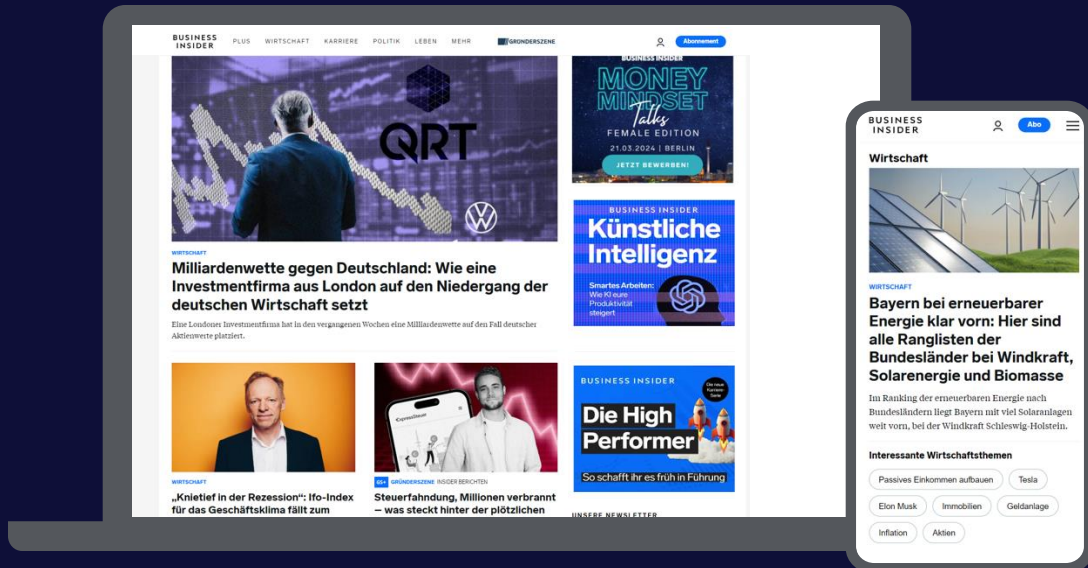 BUSINESS
INSIDER
PLUS WIRTSCHAFT KARRIERE POLITIK LEBEN MEHR GRÜNDERSZENE Abonnement
QRT
WIRTSCHAFT
Milliardenwette gegen Deutschland: Wie eine
Investmentfirma aus London auf den Niedergang der
deutschen Wirtschaft setzt
Eine Londoner Investmentfirma hat in den vergangenen Wochen eine Milliardenwette auf den Fall deutscher
Aktienwerte platziert.
WIRTSCHAFT
„Knietief in der Rezession“: Ifo-Index
für das Geschäftsklima fällt zum
ExpressSteuer
GRÜNDERSZENE INSIDER BERICHTEN
Steuerfahndung, Millionen verbrannt
– was steckt hinter der plötzlichen
BUSINESS INSIDER
MONEY
MINDSET
Talks
FEMALE EDITION
21.03.2024 | BERLIN
JETZT BEWERBEN!
BUSINESS INSIDER
Künstliche
Intelligenz
Smartes Arbeiten:
Wie KI eure
Produktivität
steigert
BUSINESS INSIDER
Die neue
Karriere-
Serie
Die High
Performer
So schafft ihr es früh in Führung
UNSERE NEWSLETTER
BUSINESS
INSIDER
Abo
Wirtschaft
WIRTSCHAFT
Bayern bei erneuerbarer
Energie klar vorn: Hier sind
alle Ranglisten der
Bundesländer bei Windkraft,
Solarenergie und Biomasse
Im Ranking der erneuerbaren Energie nach
Bundesländern liegt Bayern mit viel Solaranlagen
weit vorn, bei der Windkraft Schleswig-Holstein.
Interessante Wirtschaftsthemen
Passives Einkommen aufbauen Tesla
Elon Musk Immobilien Geldanlage
Inflation Aktien